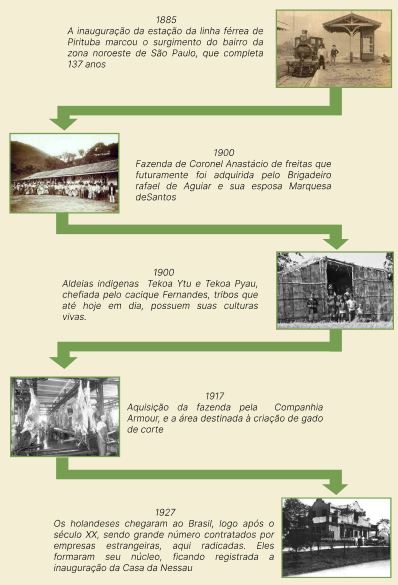 1885
A inauguração da estação da linha férrea de
Pirituba marcou o surgimento do bairro da
zona noroeste de São Paulo, que completa
137 anos
1900
Fazenda de Coronel Anastácio de freitas que
futuramente foi adquirida pelo Brigadeiro
rafael de Aguiar e sua esposa Marquesa
deSantos
1900
Aldeias indigenas Tekoa Ytu e Tekoa Pyau,
chefiada pelo cacique Fernandes, tribos que
até hoje em dia, possuem suas culturas
vivas.
1917
Aquisição da fazenda pela Companhia
Armour, e a área destinada à criação de gado
de corte
1927
Os holandeses chegaram ao Brasil, logo após o
século XX, sendo grande número contratados por
empresas estrangeiras, aqui radicadas. Eles
formaram seu núcleo, ficando registrada a
inauguração da Casa da Nessau